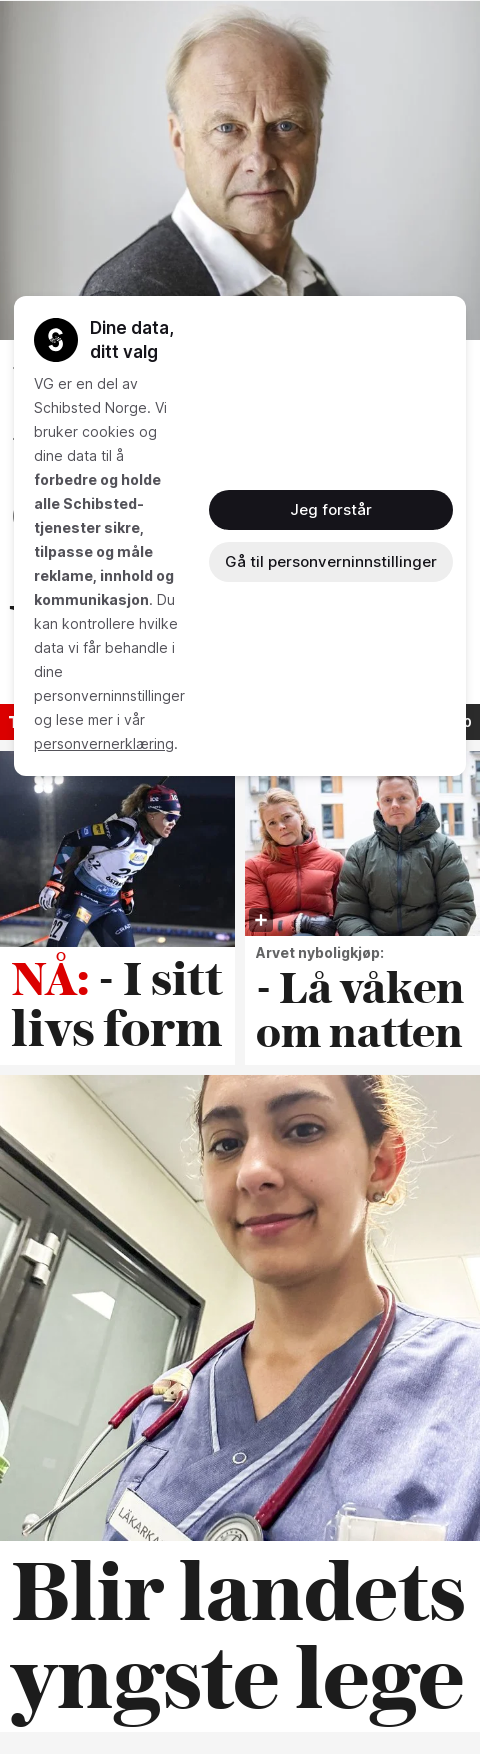 Dine data,
ditt valg
VG er en del av
Schibsted Norge. Vi
bruker cookies og
dine data til å
forbedre og holde
alle Schibsted-
tjenester sikre,
tilpasse og måle
reklame, innhold og
kommunikasjon. Du
kan kontrollere hvilke
data vi får behandle i
dine
personverninnstillinger
og lese mer i vår
personvernerklæring.
Jeg forstår
Gå til personverninnstillinger
NÅ: - I sitt
livs form
Arvet nyboligkjøp:
- Lå våken
om natten
Blir landets
yngste lege